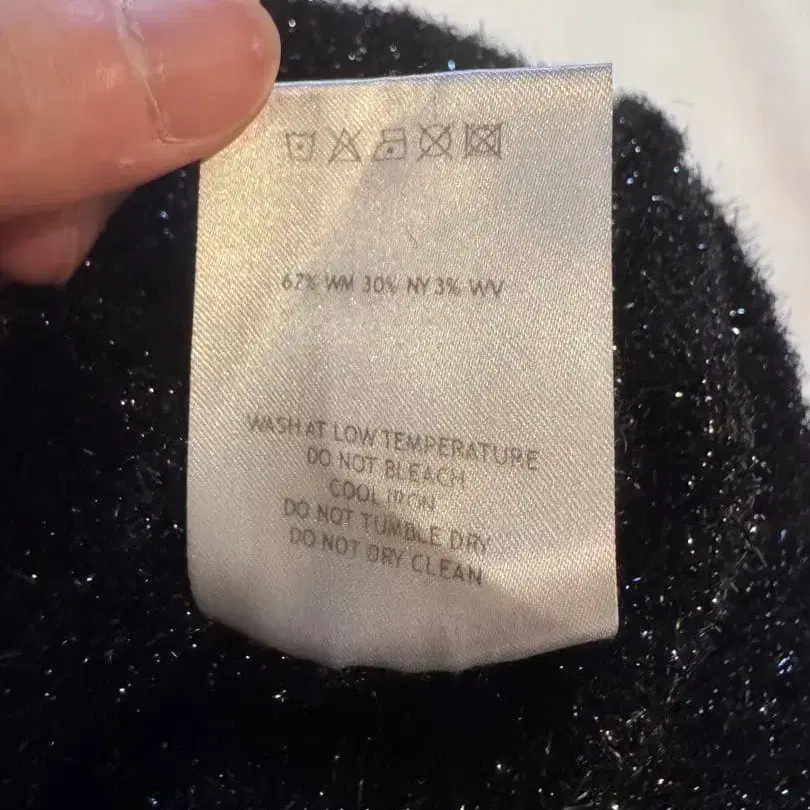 67% WM 30% NY 3% WV
WASH AT LOW TEMPERATURE
DO NOT BLEACH
COOL IRON
DO NOT TUMBLE DRY
DO NOT DRY CLEAN